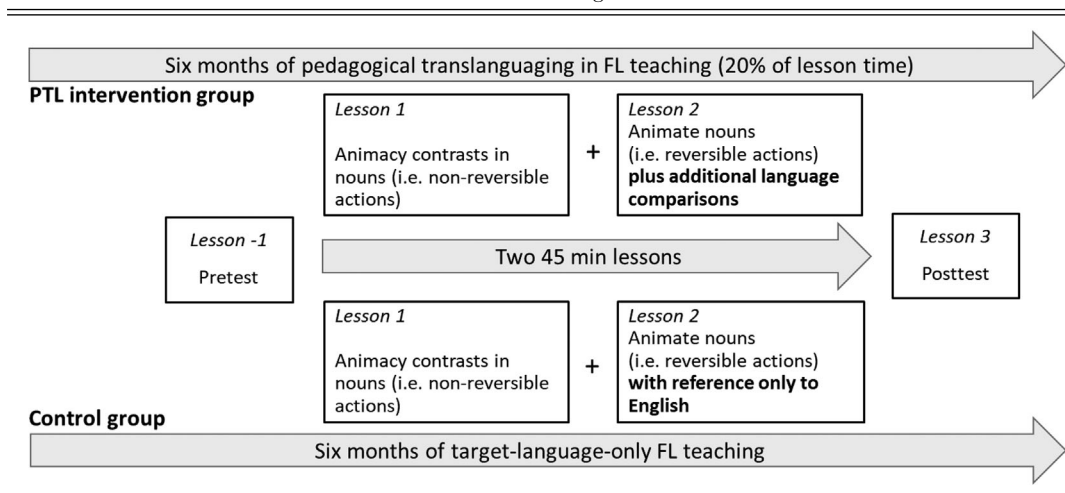 Six months of pedagogical translanguaging in FL teaching (20% of lesson time)
PTL intervention group
Lesson 1
Animacy contrasts in
nouns (i.e. non-reversible
actions)
+
Lesson 2
Animate nouns
(i.e. reversible actions)
plus additional language
comparisons
Lesson -1
Pretest
Two 45 min lessons
Lesson 3
Posttest
Lesson 1
Animacy contrasts in
nouns (i.e. non-reversible
actions)
+
Lesson 2
Animate nouns
(i.e. reversible actions)
with reference only to
English
Control group
Six months of target-language-only FL teaching